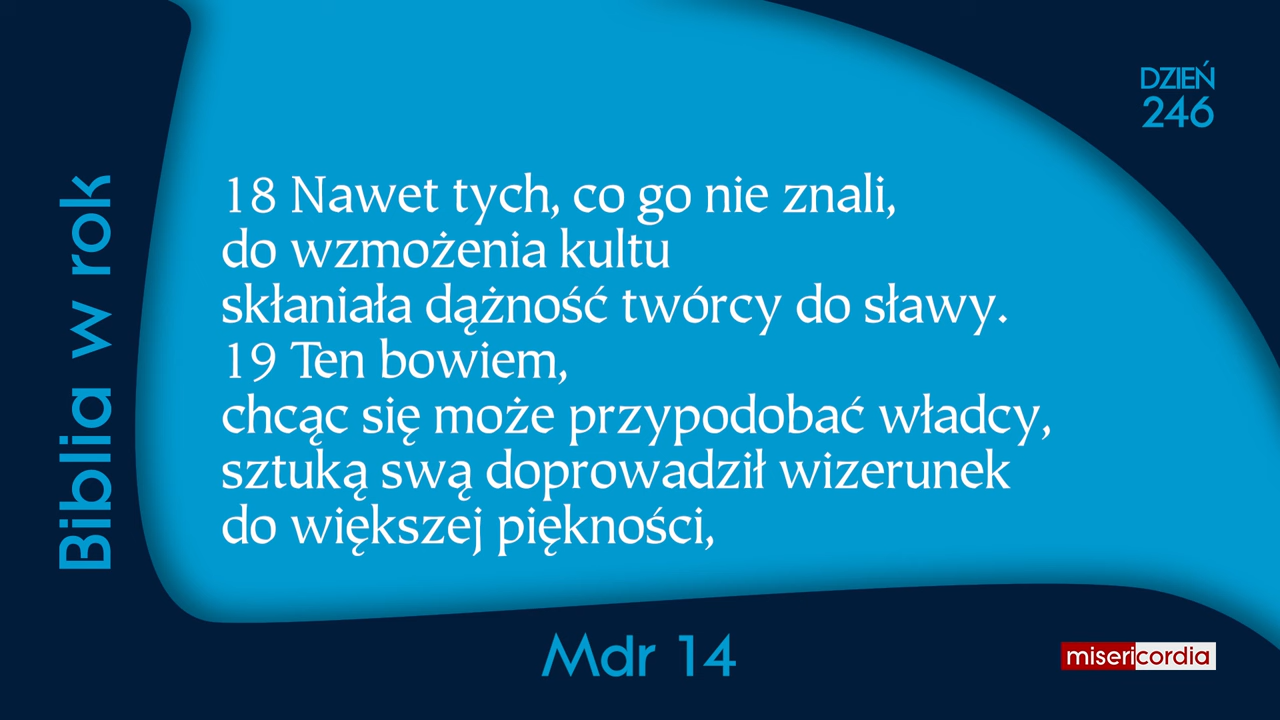 DZIEŃ
246
Biblia w rok
18 Nawet tych, co go nie znali,
do wzmożenia kultu
skłaniała dążność twórcy do sławy.
19 Ten bowiem,
chcąc się może przypodobać władcy,
sztuką swą doprowadził wizerunek
do większej piękności,
Mdr 14
misericordia